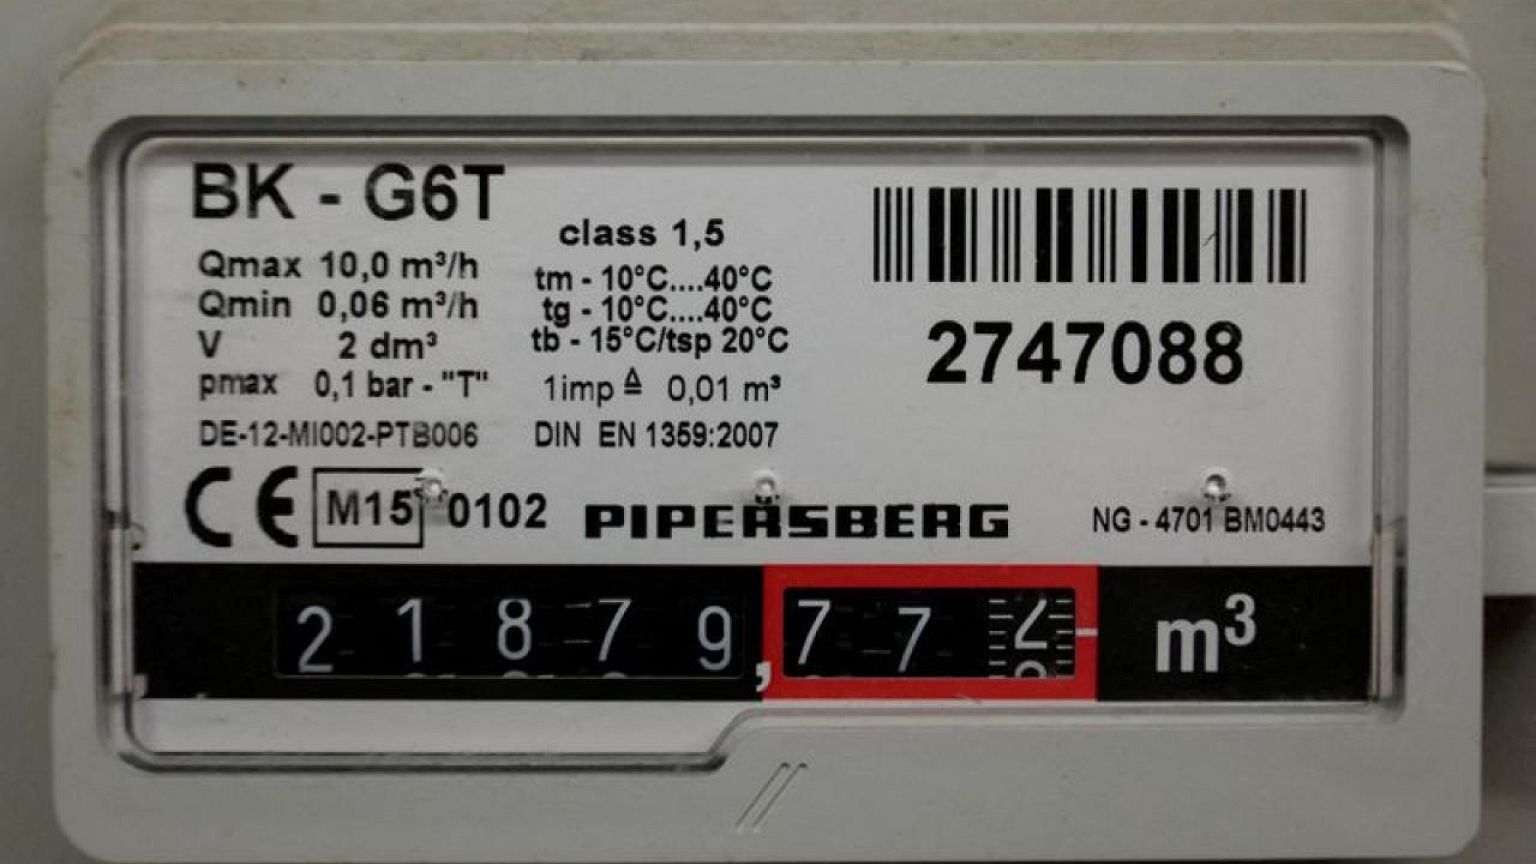 BK - G6T
Qmax 10,0 m³/h
Qmin 0,06 m³/h
V 2 dm³
pmax 0,1 bar - "T"
DE-12-MI002-PTB006
class 1,5
tm - 10°C....40°C
tg - 10°C....40°C
tb - 15°C/tsp 20°C
1imp ≙ 0,01 m³
DIN EN 1359:2007
2747088
CE M15 0102
PIPERSBERG
NG - 4701 BM0443
21879,772 m³